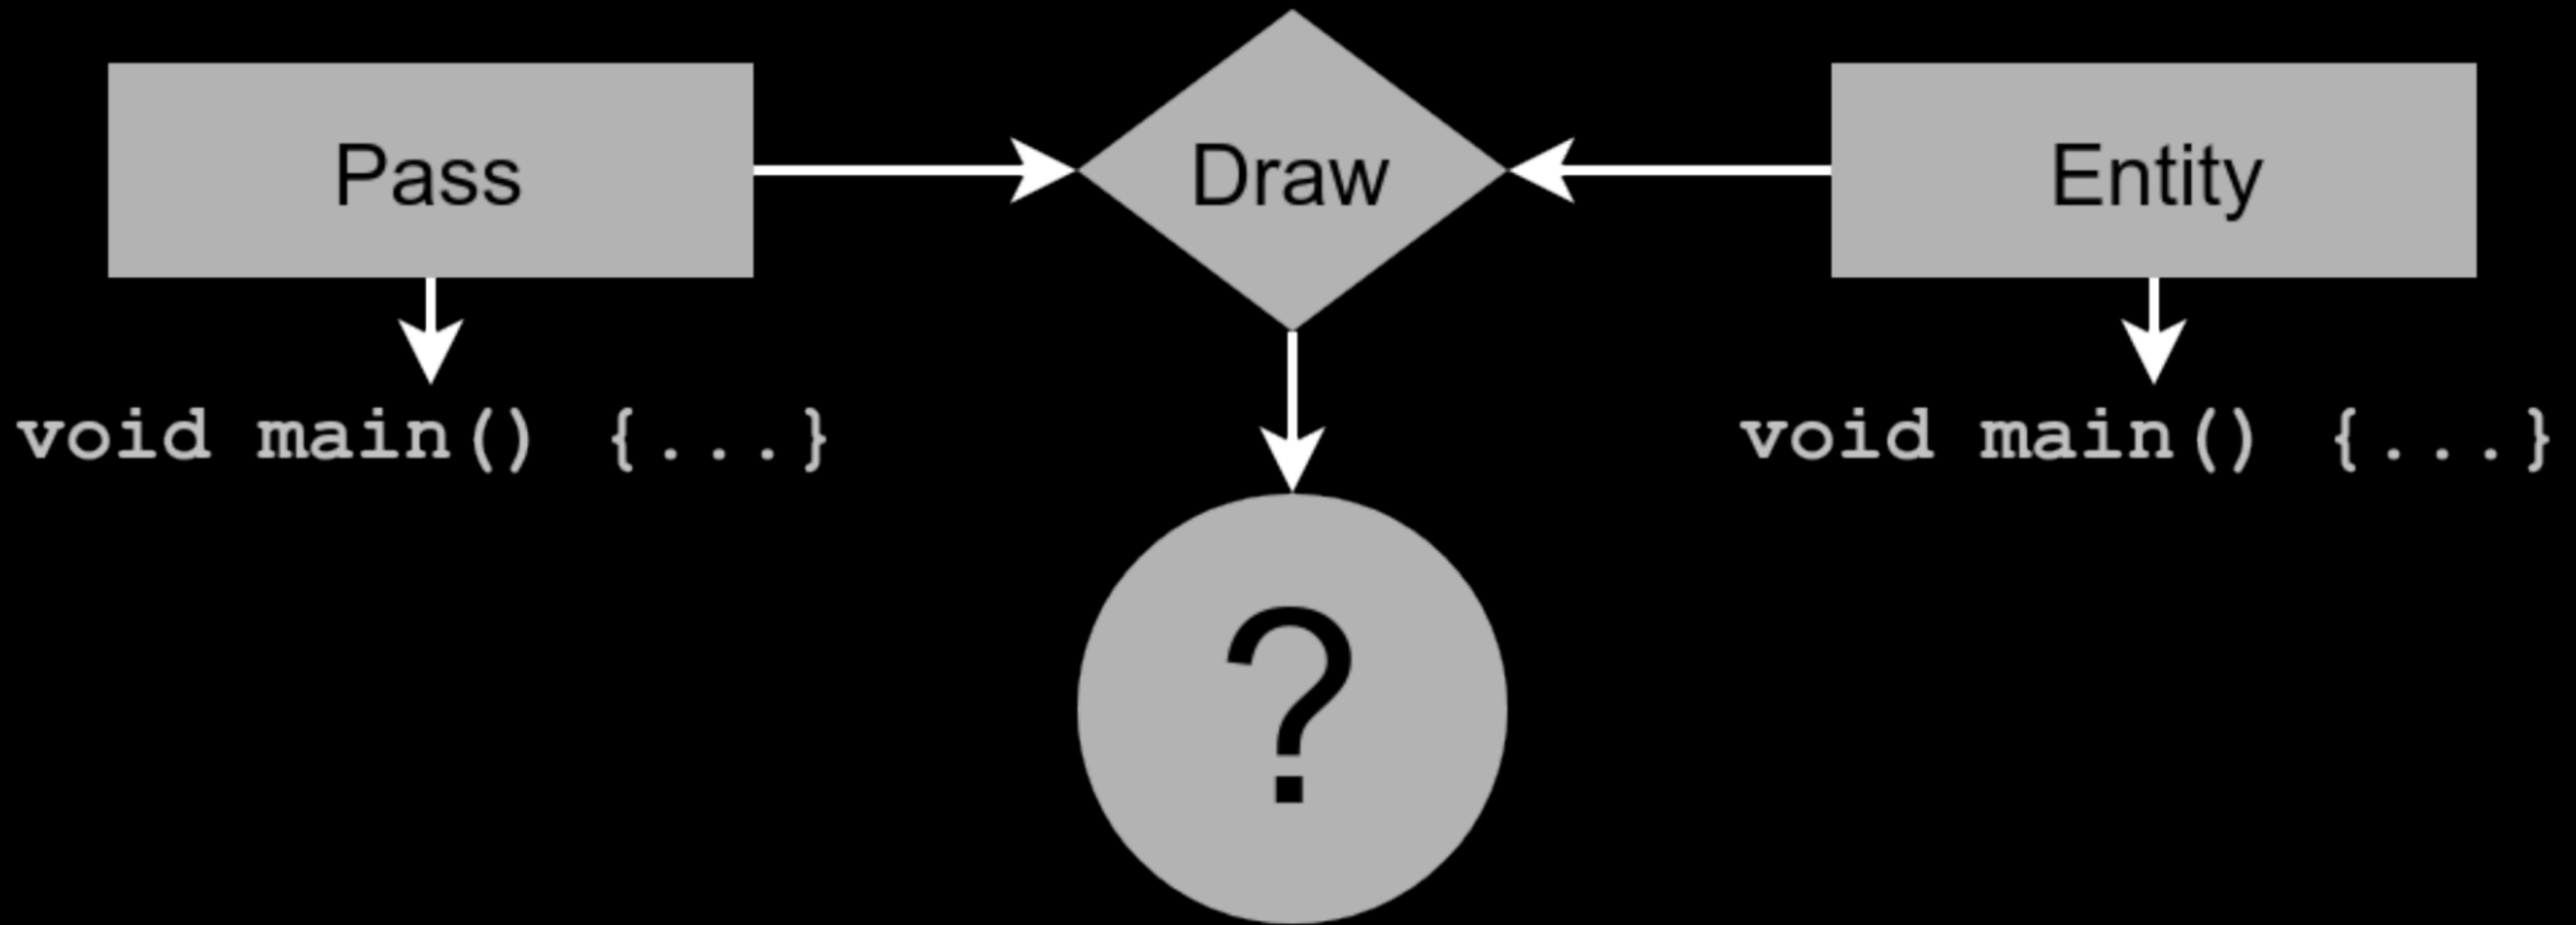 Pass
Draw
Entity
void main() {...}
void main() {...}
?